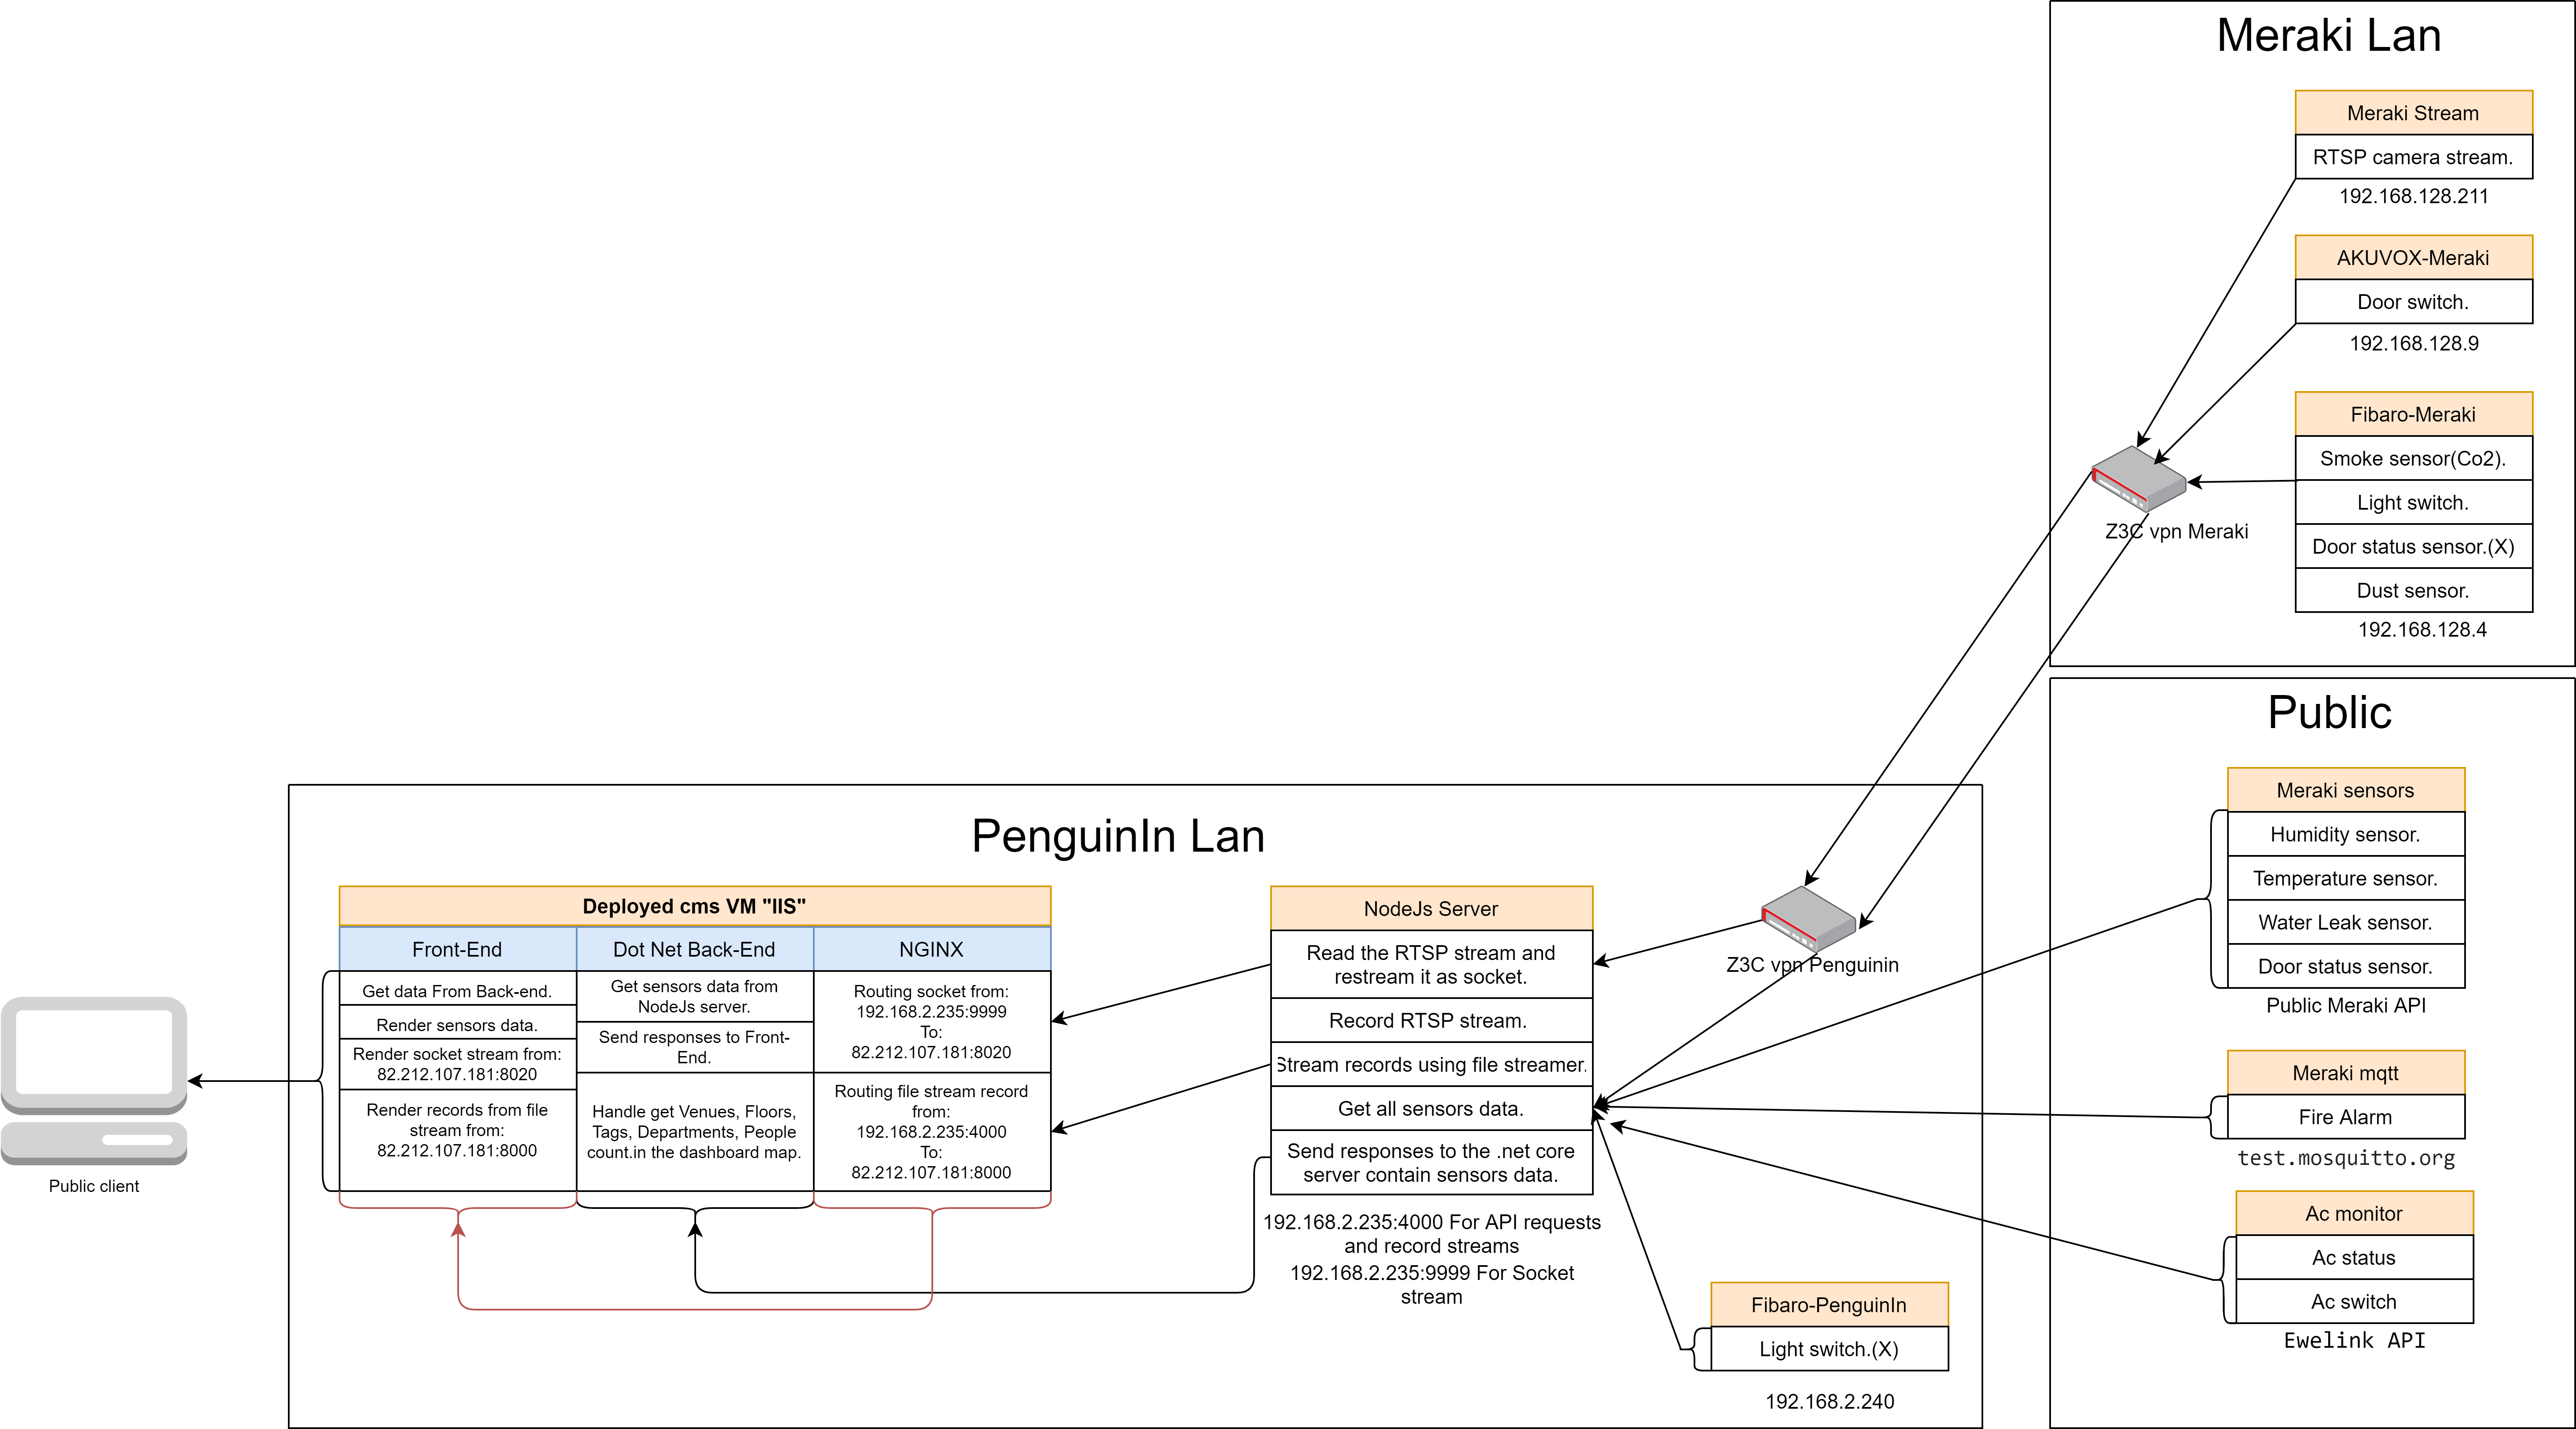 Meraki Lan
Meraki Stream
RTSP camera stream.
192.168.128.211
AKUVOX-Meraki
Door switch.
192.168.128.9
Fibaro-Meraki
Smoke sensor(Co2).
Light switch.
Door status sensor.(X)
Dust sensor.
192.168.128.4
Z3C vpn Meraki
Public
Meraki sensors
Humidity sensor.
Temperature sensor.
Water Leak sensor.
Door status sensor.
Public Meraki API
Meraki mqtt
Fire Alarm
test.mosquitto.org
Ac monitor
Ac status
Ac switch
Ewelink API
PenguinIn Lan
Deployed cms VM "IIS"
Front-End
Get data From Back-end.
Render sensors data.
Render socket stream from:
82.212.107.181:8020
Render records from file
stream from:
82.212.107.181:8000
Dot Net Back-End
Get sensors data from
NodeJs server.
Send responses to Front-
End.
Handle get Venues, Floors,
Tags, Departments, People
count.in the dashboard map.
NGINX
Routing socket from:
192.168.2.235:9999
To:
82.212.107.181:8020
Routing file stream record
from:
192.168.2.235:4000
To:
82.212.107.181:8000
NodeJs Server
Read the RTSP stream and
restream it as socket.
Record RTSP stream.
Stream records using file streamer.
Get all sensors data.
Send responses to the .net core
server contain sensors data.
192.168.2.235:4000 For API requests
and record streams
192.168.2.235:9999 For Socket
stream
Z3C vpn Penguinin
Fibaro-PenguinIn
Light switch.(X)
192.168.2.240
Public client